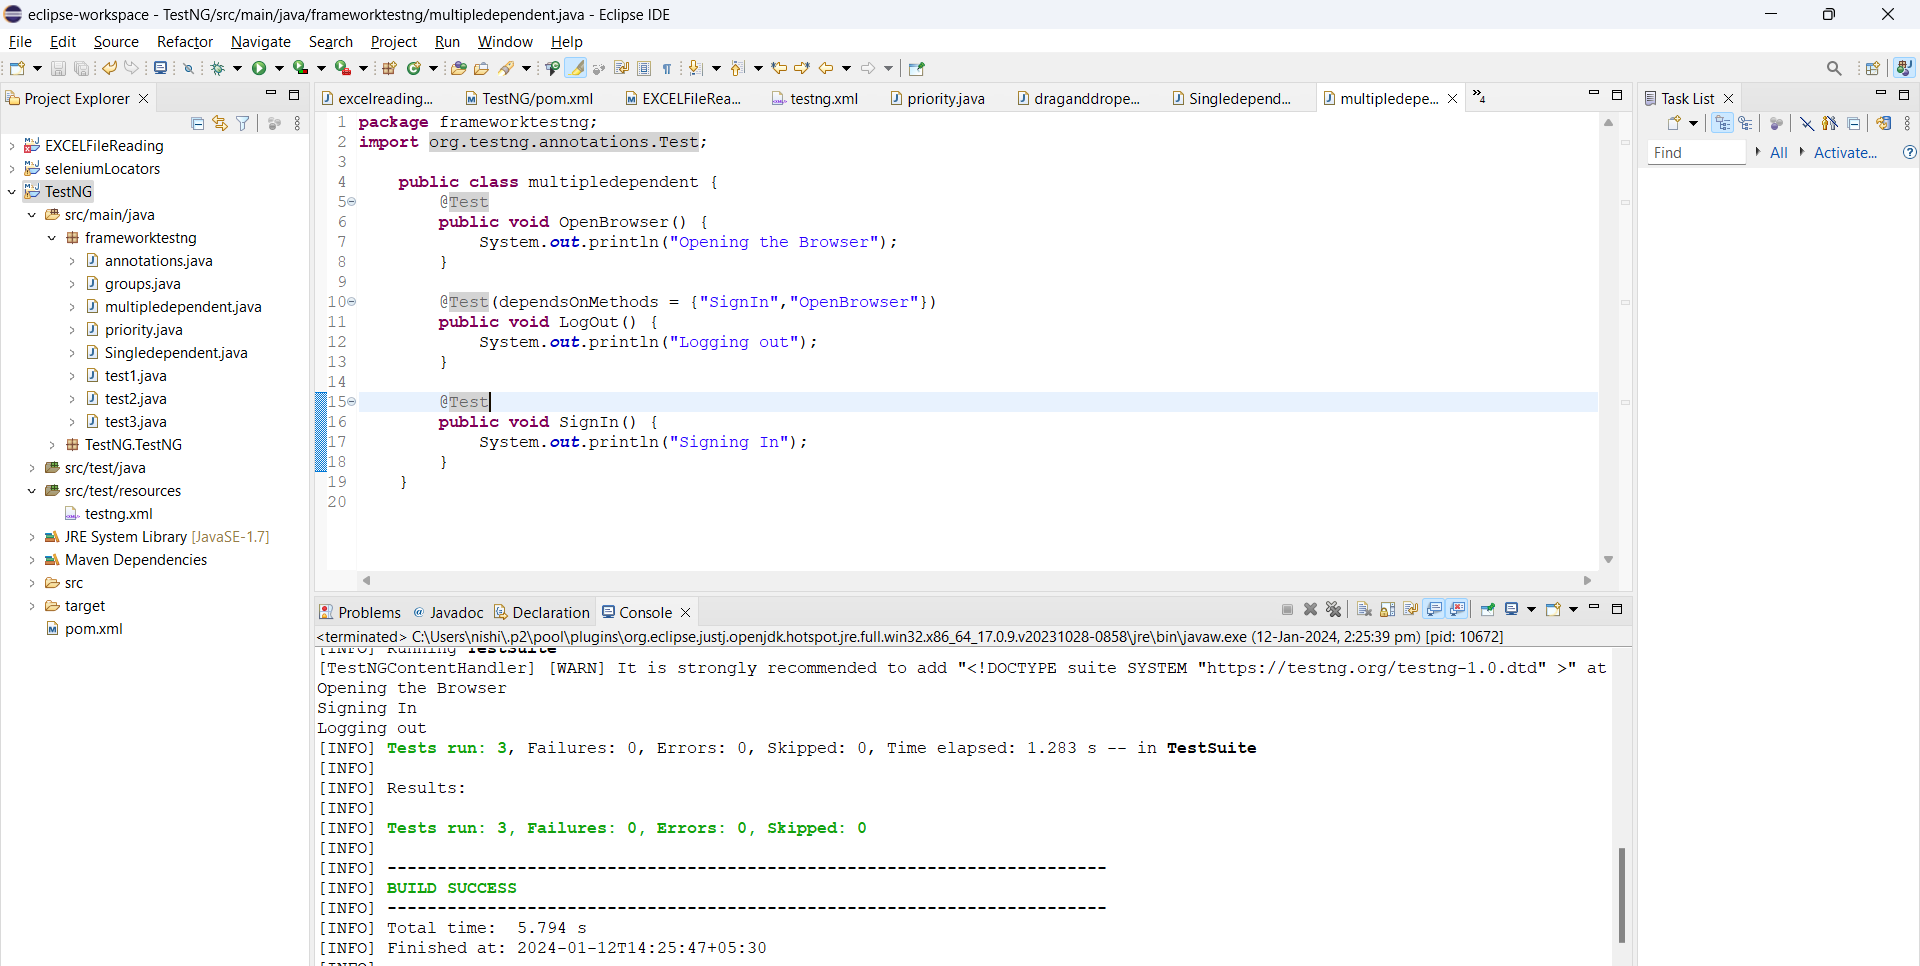 eclipse-workspace - TestNG/src/main/java/frameworktestng/multipledependent.java - Eclipse IDE
File Edit Source Refactor Navigate Search Project Run Window Help
Project Explorer
EXCELFileReading
seleniumLocators
TestNG
src/main/java
frameworktestng
annotations.java
groups.java
multipledependent.java
priority.java
Singledependent.java
test1.java
test2.java
test3.java
TestNG.TestNG
src/test/java
src/test/resources
testng.xml
JRE System Library [JavaSE-1.7]
Maven Dependencies
src
target
pom.xml
excelreading... TestNG/pom.xml EXCELFileRea... testng.xml priority.java draganddrope... Singledepend... multipledepe... »4
1 package frameworktestng;
2 import org.testng.annotations.Test;
3
4 public class multipledependent {
5 @Test
6 public void OpenBrowser() {
7 System.out.println("Opening the Browser");
8 }
9
10 @Test(dependsOnMethods = {"SignIn","OpenBrowser"})
11 public void LogOut() {
12 System.out.println("Logging out");
13 }
14
15 @Test
16 public void SignIn() {
17 System.out.println("Signing In");
18 }
19 }
20
Problems @ Javadoc Declaration Console
<terminated> C:\Users\nishi\.p2\pool\plugins\org.eclipse.justj.openjdk.hotspot.jre.full.win32.x86_64_17.0.9.v20231028-0858\jre\bin\javaw.exe (12-Jan-2024, 2:25:39 pm) [pid: 10672]
[INFO] Running TestSuite
[TestNGContentHandler] [WARN] It is strongly recommended to add "<!DOCTYPE suite SYSTEM "https://testng.org/testng-1.0.dtd" >" at
Opening the Browser
Signing In
Logging out
[INFO] Tests run: 3, Failures: 0, Errors: 0, Skipped: 0, Time elapsed: 1.283 s -- in TestSuite
[INFO]
[INFO] Results:
[INFO]
[INFO] Tests run: 3, Failures: 0, Errors: 0, Skipped: 0
[INFO]
[INFO] ------------------------------------------------------------------------
[INFO] BUILD SUCCESS
[INFO] ------------------------------------------------------------------------
[INFO] Total time:  5.794 s
[INFO] Finished at: 2024-01-12T14:25:47+05:30
Task List
Find All Activate...